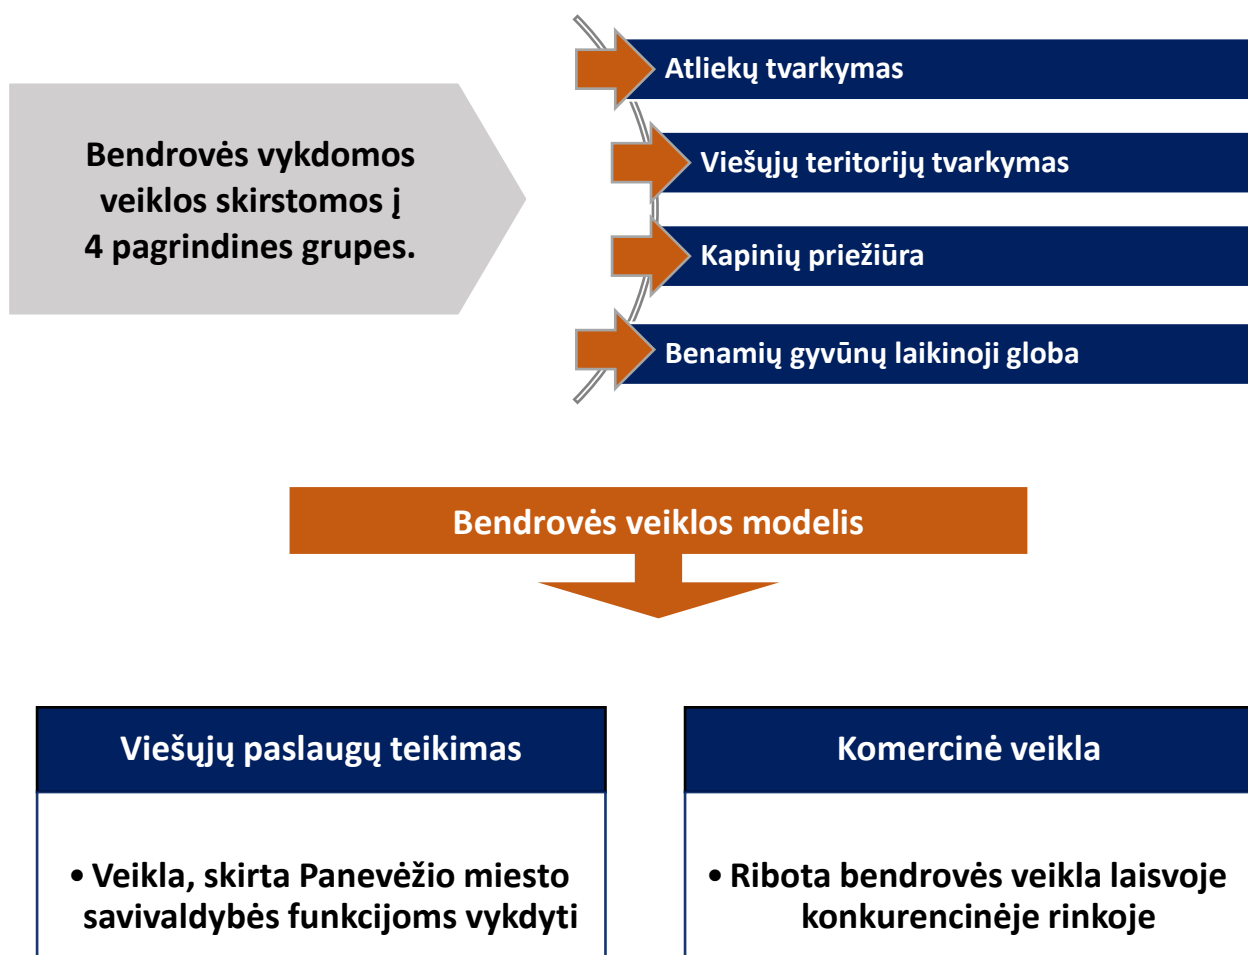 Bendrovės vykdomos
veiklos skirstomos į
4 pagrindines grupes.
Atliekų tvarkymas
Viešųjų teritorijų tvarkymas
Kapinių priežiūra
Benamių gyvūnų laikinoji globa
Bendrovės veiklos modelis
Viešųjų paslaugų teikimas
• Veikla, skirta Panevėžio miesto
savivaldybės funkcijoms vykdyti
Komercinė veikla
• Ribota bendrovės veikla laisvoje
konkurencinėje rinkoje